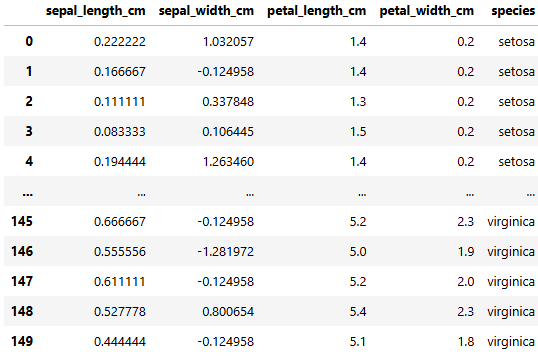 sepal_length_cm sepal_width_cm petal_length_cm petal_width_cm species
0 0.222222 1.032057 1.4 0.2 setosa
1 0.166667 -0.124958 1.4 0.2 setosa
2 0.111111 0.337848 1.3 0.2 setosa
3 0.083333 0.106445 1.5 0.2 setosa
4 0.194444 1.263460 1.4 0.2 setosa
... ... ... ... ... ...
145 0.666667 -0.124958 5.2 2.3 virginica
146 0.555556 -1.281972 5.0 1.9 virginica
147 0.611111 -0.124958 5.2 2.0 virginica
148 0.527778 0.800654 5.4 2.3 virginica
149 0.444444 -0.124958 5.1 1.8 virginica